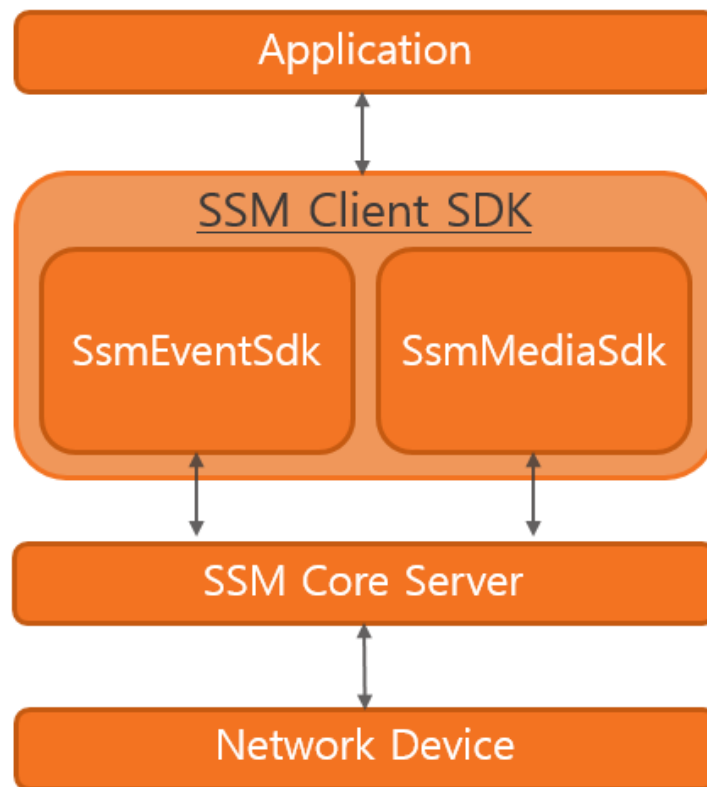 Application
SSM Client SDK
SsmEventSdk
SsmMediaSdk
SSM Core Server
Network Device